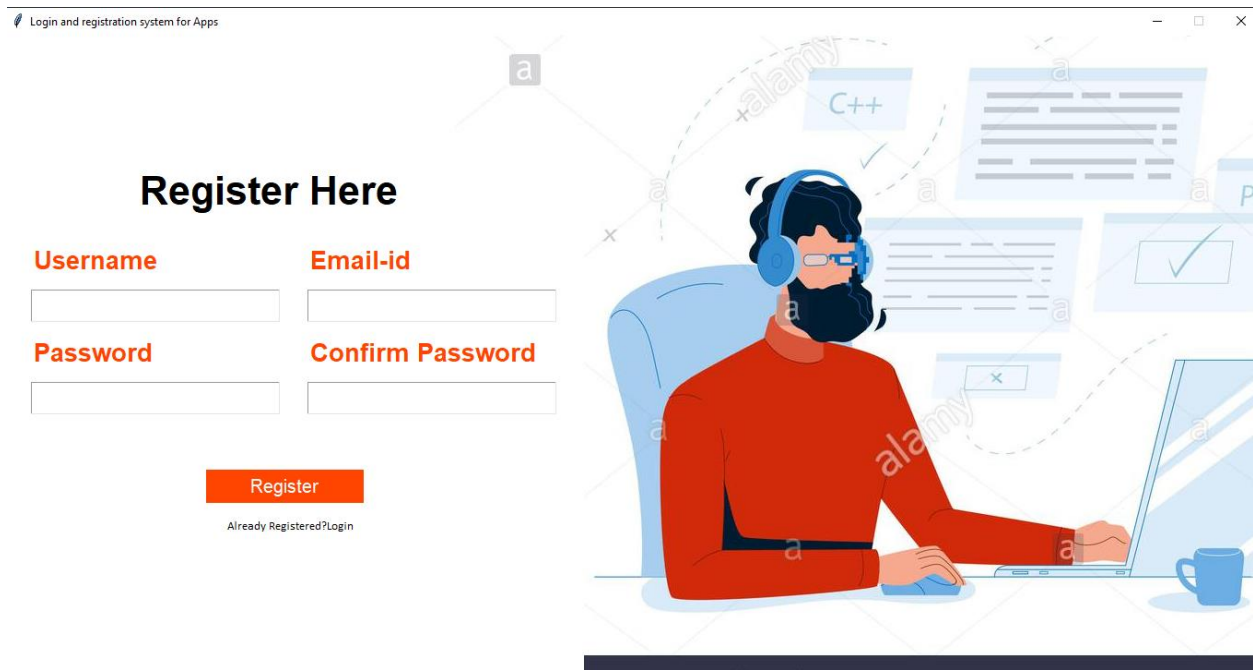 Login and registration system for Apps
a
alamy
C++
a
Register Here
a
a
a
P
Username
Email-id
a
a
Password
Confirm Password
alamy
a
a
Register
Already Registered?Login
a
a